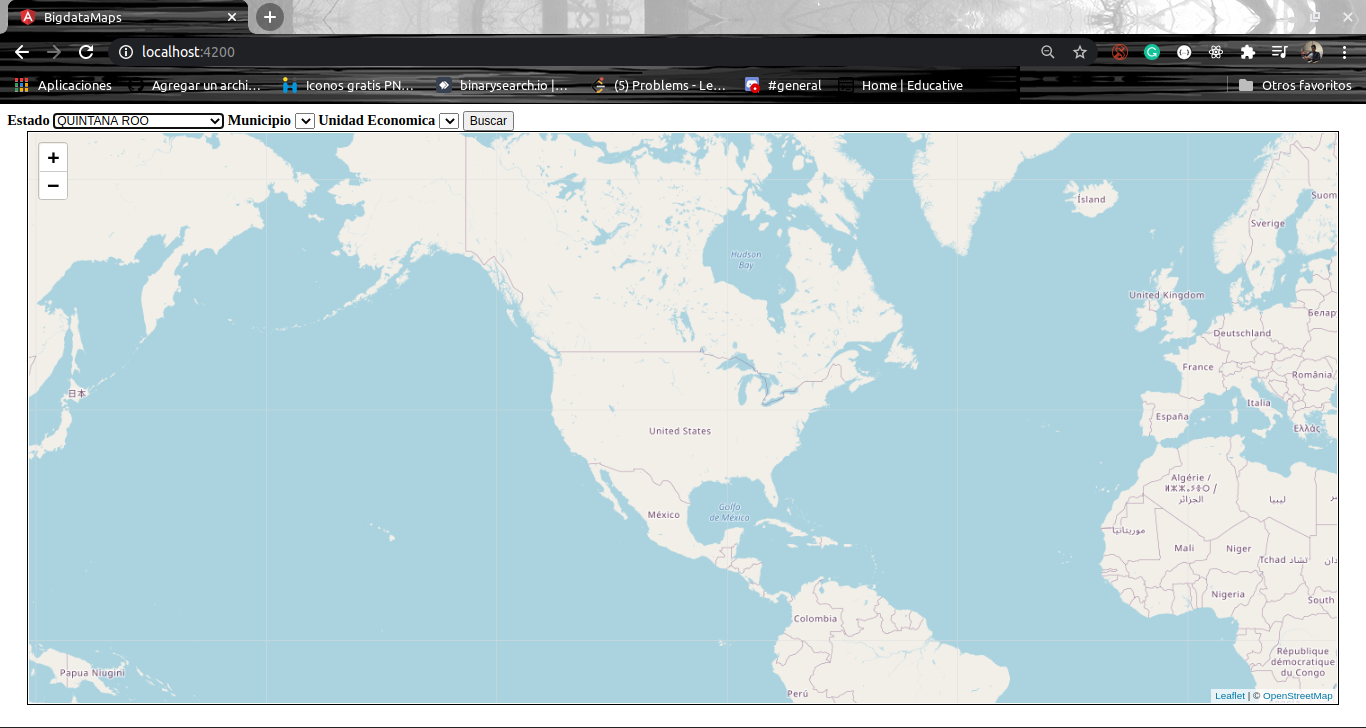 BigdataMaps
localhost:4200
Aplicaciones
Agregar un archi...
Iconos gratis PN...
binarysearch.io |...
(5) Problems - Le...
#general
Home | Educative
Otros favoritos
Estado QUINTANA ROO Municipio Unidad Economica Buscar
+
−
Ísland
Suom
Sverige
Hudson
Bay
United Kingdom
Белару
Deutschland
France
România
日本
Italia
España
Ελλάς
United States
Algérie /
ⵍⵣⵣⴰⵢⴻⵔ /
الجزائر
ليبيا
Golfo
de México
México
موريتانيا
Mali
Niger
Tchad تشاد
Nigeria
South
Colombia
République
démocratique
du Congo
Papua Niugini
Perú
Leaflet | © OpenStreetMap